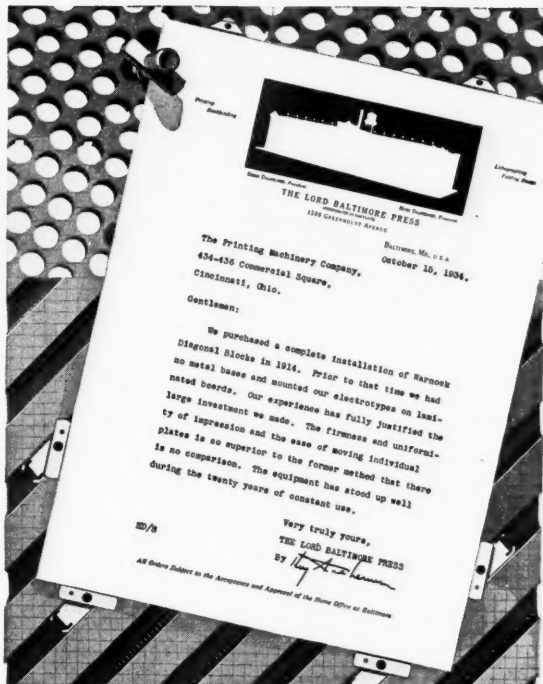 Printing
Bookbinding
Lithographing
Folding Boxes
THE LORD BALTIMORE PRESS
1500 GREENMOUNT AVENUE
BALTIMORE, MD., U.S.A.
October 15, 1934.
The Printing Machinery Company,
434-436 Commercial Square,
Cincinnati, Ohio.
Gentlemen:
We purchased a complete installation of Warnock
Diagonal Blocks in 1914. Prior to that time we had
no metal bases and mounted our electrotypes on lami-
nated boards. Our experience has fully justified the
large investment we made. The firmness and uniformi-
ty of impression and the ease of moving individual
plates is so superior to the former method that there
is no comparison. The equipment has stood up well
during the twenty years of constant use.
Very truly yours,
THE LORD BALTIMORE PRESS
By
All Orders Subject to the Acceptance and Approval of the Home Office at Baltimore